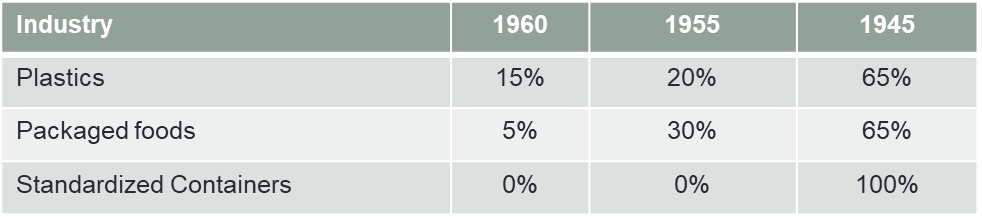 Industry 1960 1955 1945
Plastics 15% 20% 65%
Packaged foods 5% 30% 65%
Standardized Containers 0% 0% 100%